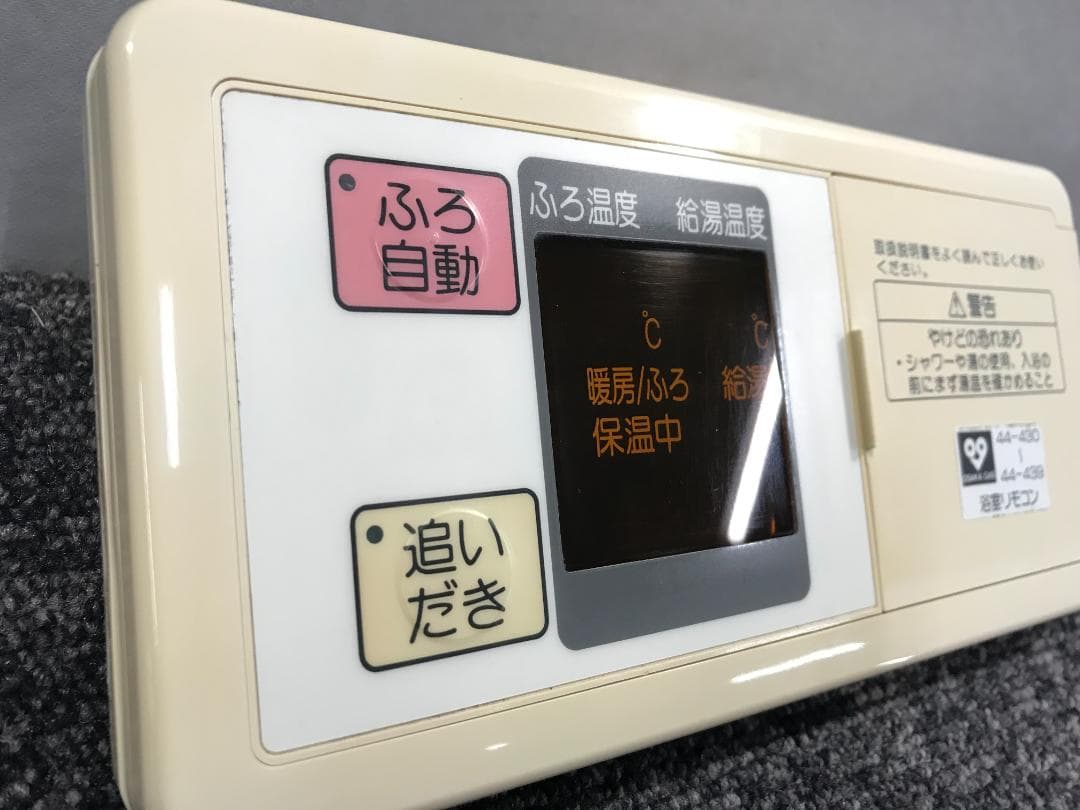 ふろ
自動
ふろ温度 給湯温度
℃ ℃
暖房/ふろ 給湯
保温中
追い
だき
取扱説明書をよく読んで正しくお使い
ください。
⚠警告
やけどの恐れあり
・シャワーや湯の使用、入浴の
前にまず湯温を確かめること
OSAKA GAS
44-430
~
44-439
浴室リモコン